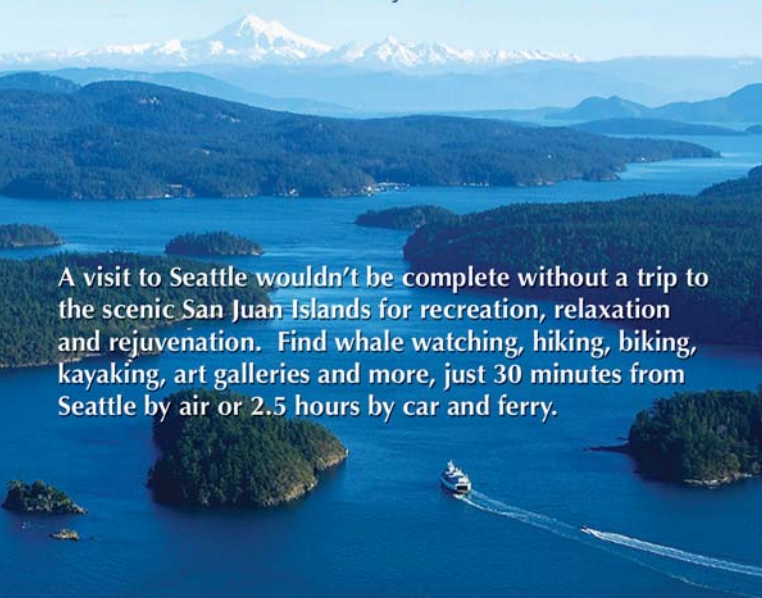 A visit to Seattle wouldn't be complete without a trip to
the scenic San Juan Islands for recreation, relaxation
and rejuvenation.  Find whale watching, hiking, biking,
kayaking, art galleries and more, just 30 minutes from
Seattle by air or 2.5 hours by car and ferry.